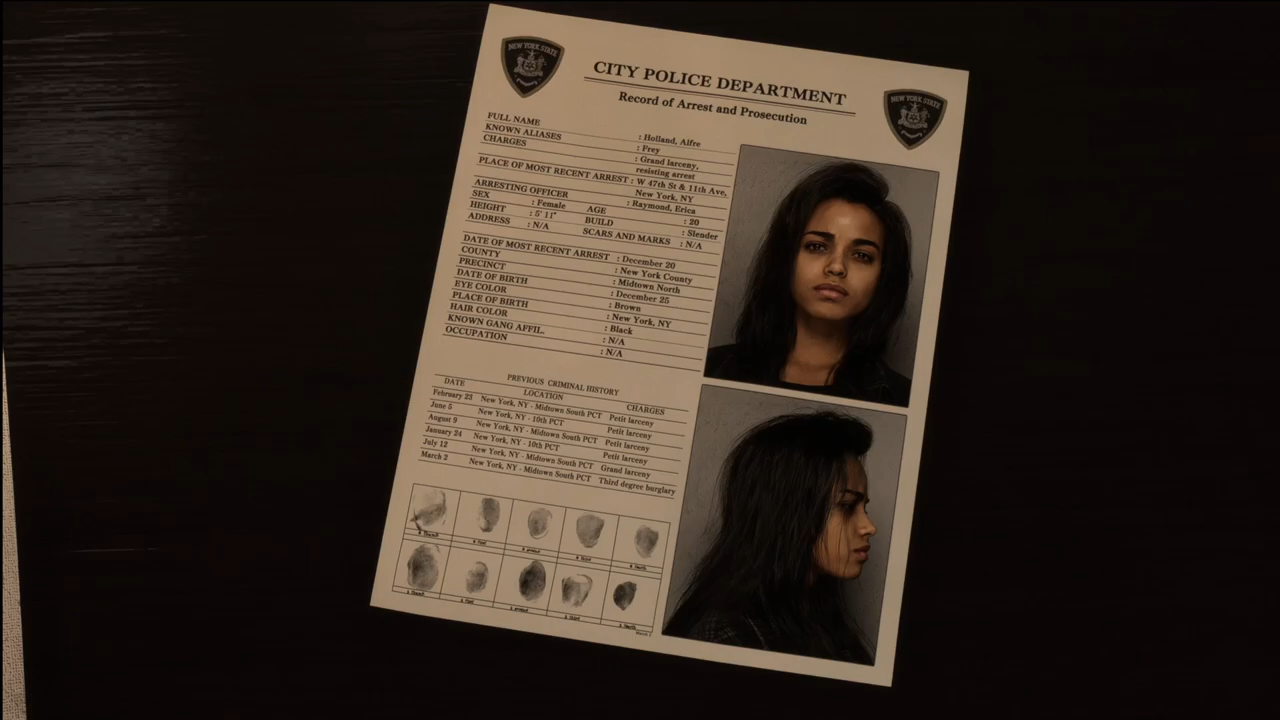 NEW YORK STATE
NEW YORK STATE
CITY POLICE DEPARTMENT
Record of Arrest and Prosecution
FULL NAME : Holland, Alfre
KNOWN ALIASES : Frey
CHARGES : Grand larceny,
resisting arrest
PLACE OF MOST RECENT ARREST : W 47th St & 11th Ave,
New York, NY
ARRESTING OFFICER : Raymond, Erica
SEX : Female AGE : 20
HEIGHT : 5' 11" BUILD : Slender
ADDRESS : N/A SCARS AND MARKS : N/A
DATE OF MOST RECENT ARREST : December 20
COUNTY : New York County
PRECINCT : Midtown North
DATE OF BIRTH : December 25
EYE COLOR : Brown
PLACE OF BIRTH : New York, NY
HAIR COLOR : Black
KNOWN GANG AFFIL. : N/A
OCCUPATION : N/A
PREVIOUS CRIMINAL HISTORY
DATE LOCATION CHARGES
February 23 New York, NY - Midtown South PCT Petit larceny
June 5 New York, NY - 10th PCT Petit larceny
August 9 New York, NY - Midtown South PCT Petit larceny
January 24 New York, NY - 10th PCT Petit larceny
July 12 New York, NY - Midtown South PCT Grand larceny
March 2 New York, NY - Midtown South PCT Third degree burglary